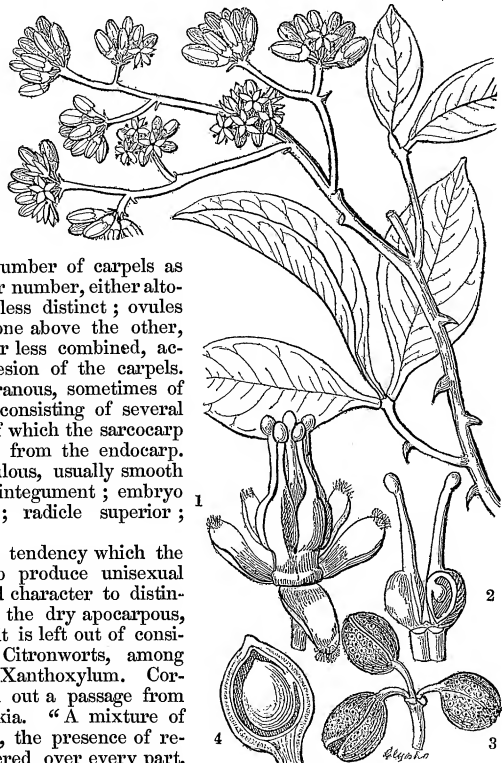 umber of carpels as
r number, either alto-
less distinct ; ovules
one above the other,
r less combined, ac-
esion of the carpels.
ranous, sometimes of
consisting of several
f which the sarcocarp
from the endocarp.
ulous, usually smooth
integument ; embryo
; radicle superior ;
tendency which the
o produce unisexual
l character to distin-
the dry apocarpous,
t is left out of consi-
Citronworts, among
Xanthoxylum. Cor-
out a passage from
kia. “A mixture of
, the presence of re-
ered over every part.
1
2
3
4